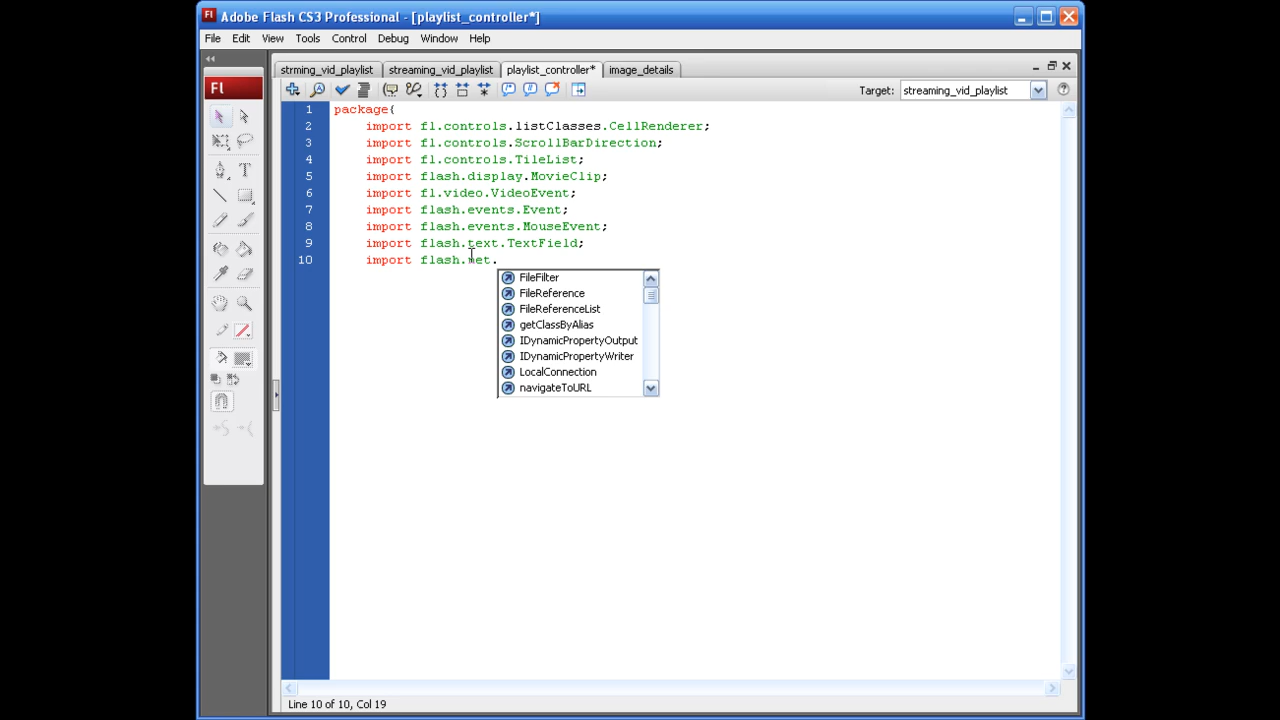 Adobe Flash CS3 Professional - [playlist_controller*]
File Edit View Tools Control Debug Window Help
strming_vid_playlist streaming_vid_playlist playlist_controller* image_details
Fl
Target: streaming_vid_playlist
1 package{
2 import fl.controls.listClasses.CellRenderer;
3 import fl.controls.ScrollBarDirection;
4 import fl.controls.TileList;
5 import flash.display.MovieClip;
6 import fl.video.VideoEvent;
7 import flash.events.Event;
8 import flash.events.MouseEvent;
9 import flash.text.TextField;
10 import flash.net.
FileFilter
FileReference
FileReferenceList
getClassByAlias
IDynamicPropertyOutput
IDynamicPropertyWriter
LocalConnection
navigateToURL
Line 10 of 10, Col 19